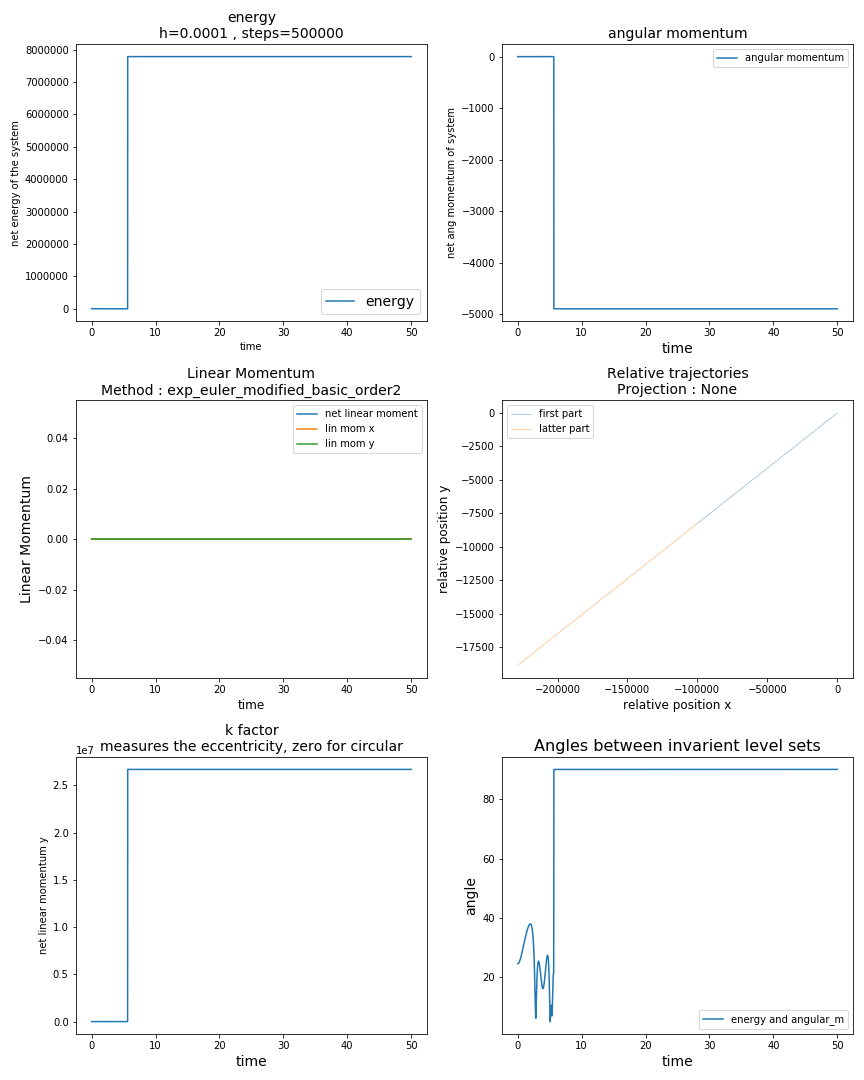 energy
h=0.0001 , steps=500000
8000000
7000000
6000000
5000000
4000000
3000000
2000000
1000000
0
net energy of the system
energy
0 10 20 30 40 50
time
angular momentum
angular momentum
0
−1000
−2000
−3000
−4000
−5000
net ang momentum of system
0 10 20 30 40 50
time
Linear Momentum
Method : exp_euler_modified_basic_order2
net linear moment
lin mom x
lin mom y
0.04
0.02
0.00
−0.02
−0.04
Linear Momentum
0 10 20 30 40 50
time
Relative trajectories
Projection : None
first part
latter part
0
−2500
−5000
−7500
−10000
−12500
−15000
−17500
relative position y
−200000 −150000 −100000 −50000 0
relative position x
k factor
measures the eccentricity, zero for circular
1e7
2.5
2.0
1.5
1.0
0.5
0.0
net linear momentum y
0 10 20 30 40 50
time
Angles between invarient level sets
80
60
40
20
angle
energy and angular_m
0 10 20 30 40 50
time